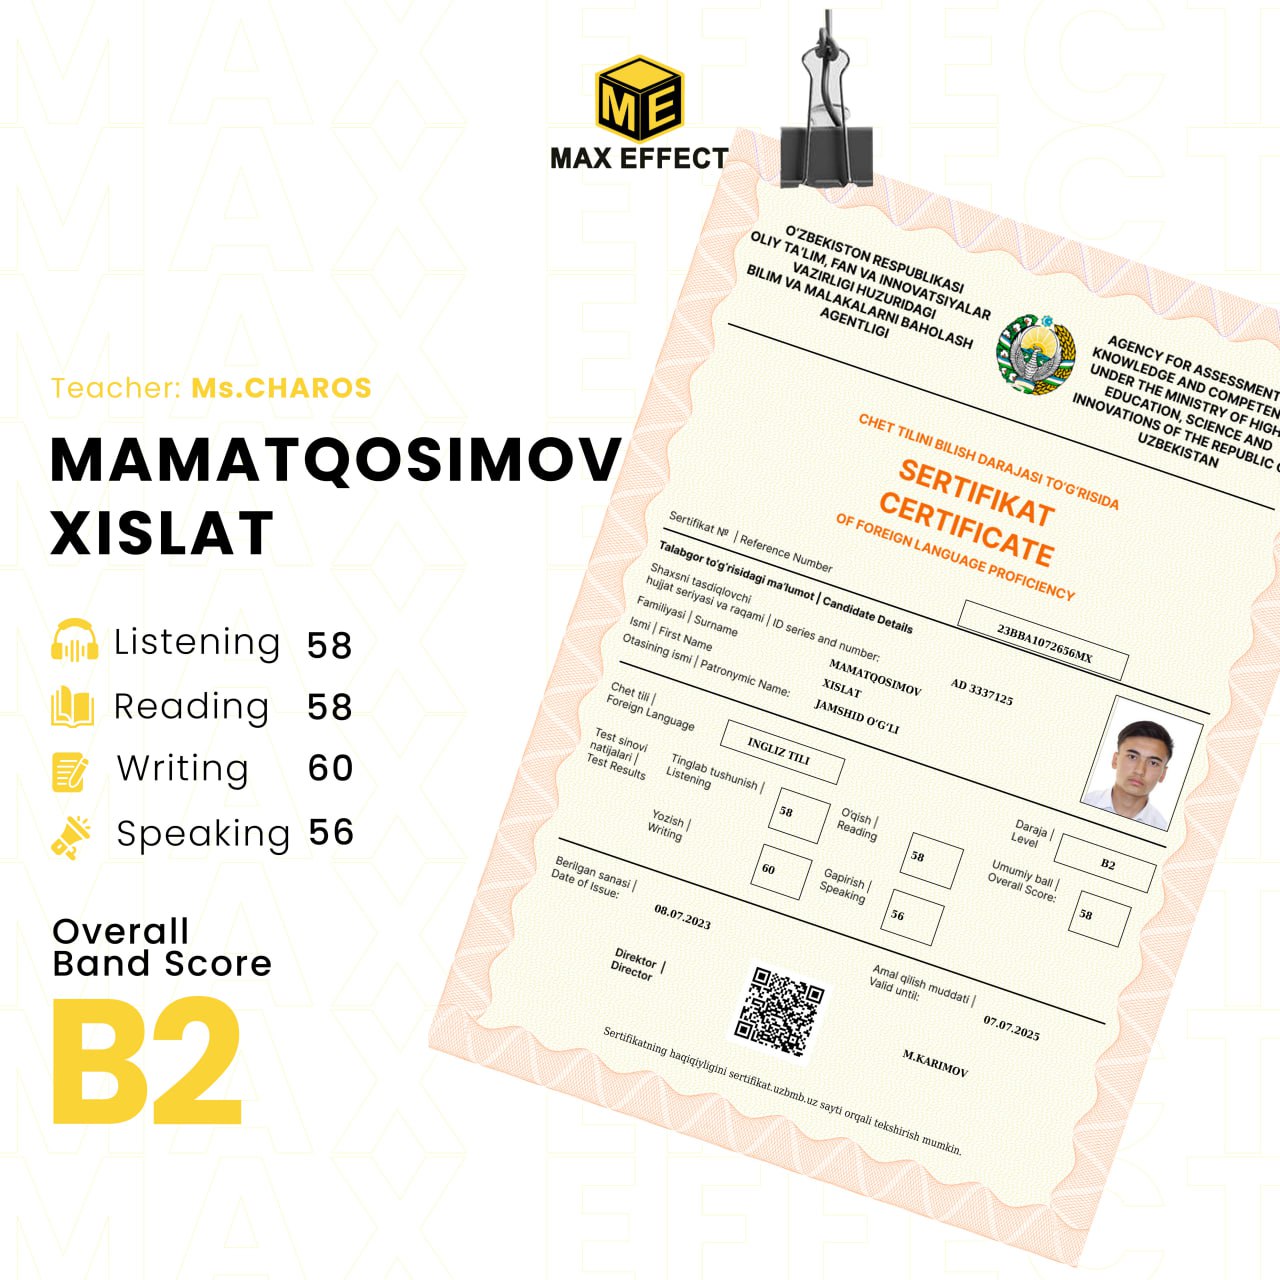 ME
MAX EFFECT
Teacher: Ms.CHAROS
MAMATQOSIMOV
XISLAT
Listening 58
Reading 58
Writing 60
Speaking 56
Overall
Band Score
B2
O'ZBEKISTON RESPUBLIKASI
OLIY TA'LIM, FAN VA INNOVATSIYALAR
VAZIRLIGI HUZURIDAGI
BILIM VA MALAKALARNI BAHOLASH
AGENTLIGI
AGENCY FOR ASSESSMENT
KNOWLEDGE AND COMPETEN
UNDER THE MINISTRY OF HIGH
EDUCATION, SCIENCE AND
INNOVATIONS OF THE REPUBLIC O
UZBEKISTAN
CHET TILINI BILISH DARAJASI TO'G'RISIDA
SERTIFIKAT
CERTIFICATE
OF FOREIGN LANGUAGE PROFICIENCY
Sertifikat № | Reference Number
23BBA1072656MX
Talabgor to'g'risidagi ma'lumot | Candidate Details
Shaxsni tasdiqlovchi
hujjat seriyasi va raqami | ID series and number:
AD 3337125
Familiyasi | Surname
MAMATQOSIMOV
Ismi | First Name
XISLAT
Otasining ismi | Patronymic Name:
JAMSHID O'G'LI
Chet tili |
Foreign Language
INGLIZ TILI
Test sinovi
natijalari |
Test Results
Tinglab tushunish |
Listening
58
O'qish |
Reading
58
Daraja |
Level
B2
Yozish |
Writing
60
Gapirish |
Speaking
56
Umumiy ball |
Overall Score:
58
Berilgan sanasi |
Date of Issue:
08.07.2023
Amal qilish muddati |
Valid until:
07.07.2025
Direktor |
Director
M.KARIMOV
Sertifikatning haqiqiyligini sertifikat.uzbmb.uz sayti orqali tekshirish mumkin.